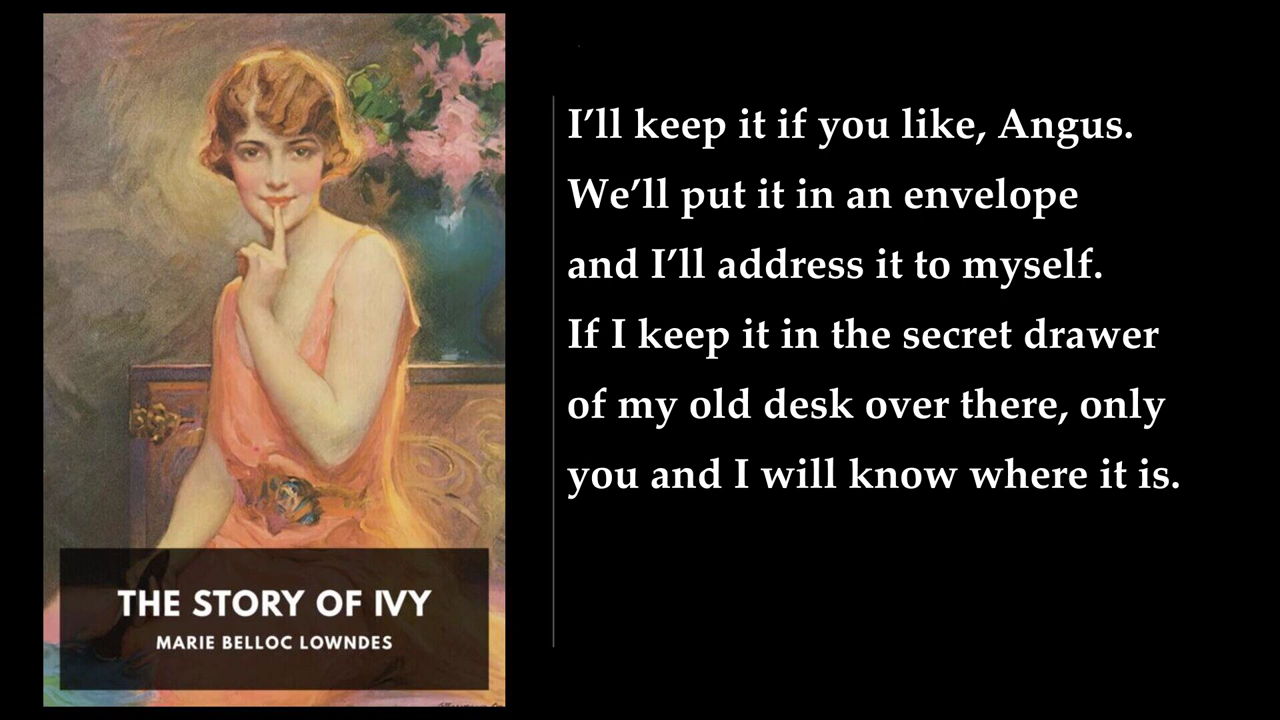 I’ll keep it if you like, Angus.
We’ll put it in an envelope
and I’ll address it to myself.
If I keep it in the secret drawer
of my old desk over there, only
you and I will know where it is.
THE STORY OF IVY
MARIE BELLOC LOWNDES